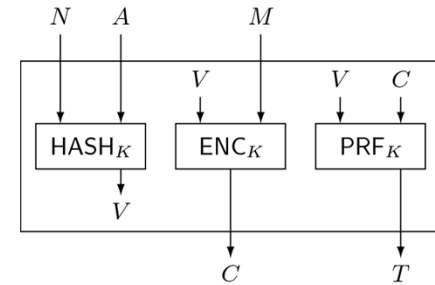 N A M
V V C
HASH_K ENC_K PRF_K
V
C T